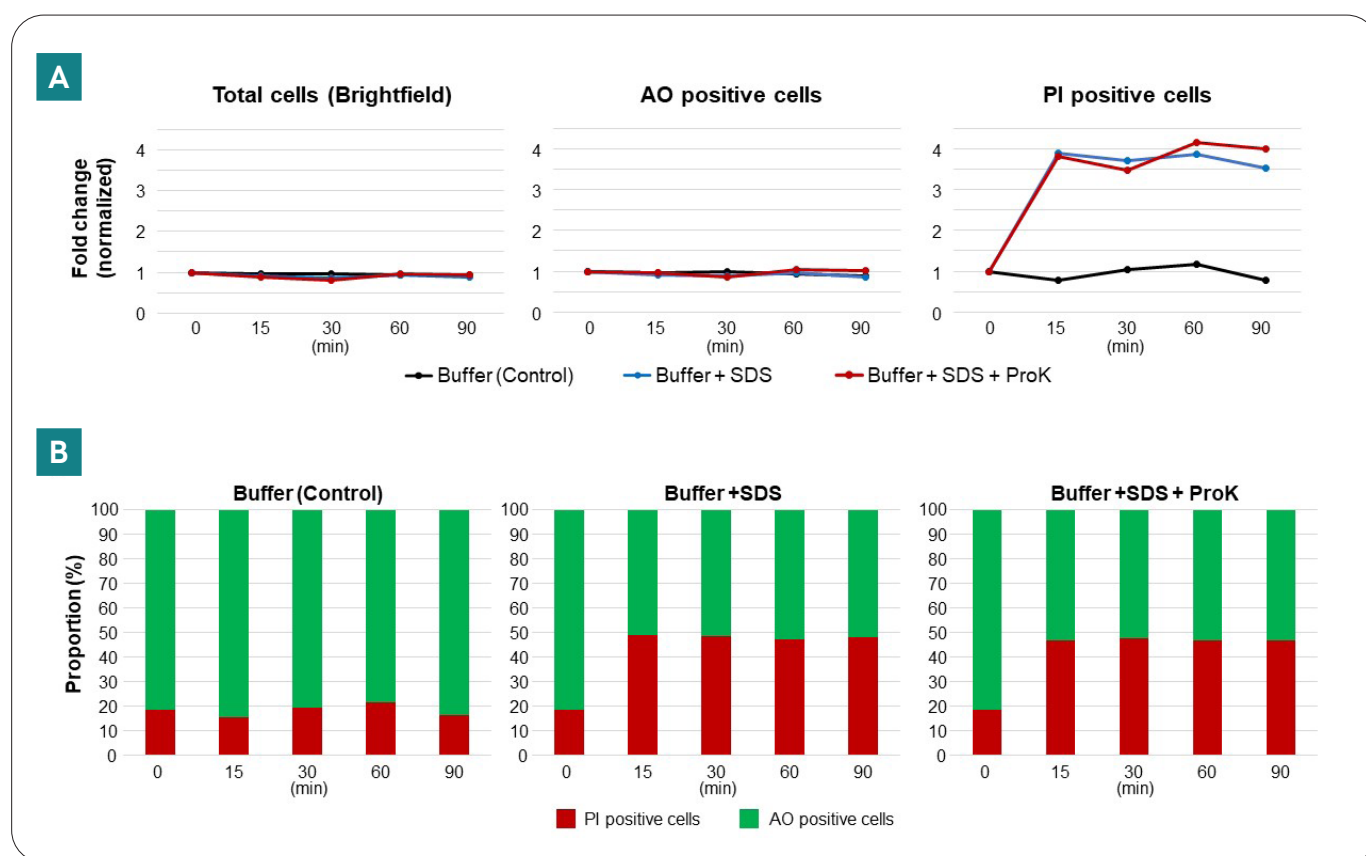 A
Total cells (Brightfield)
AO positive cells
PI positive cells
Fold change
(normalized)
4
3
2
1
0
0 15 30 60 90
(min)
4
3
2
1
0
0 15 30 60 90
(min)
4
3
2
1
0
0 15 30 60 90
(min)
Buffer (Control)
Buffer + SDS
Buffer + SDS + ProK
B
Buffer (Control)
Buffer +SDS
Buffer +SDS + ProK
Proportion (%)
100
90
80
70
60
50
40
30
20
10
0
0 15 30 60 90
(min)
100
90
80
70
60
50
40
30
20
10
0
0 15 30 60 90
(min)
100
90
80
70
60
50
40
30
20
10
0
0 15 30 60 90
(min)
PI positive cells
AO positive cells